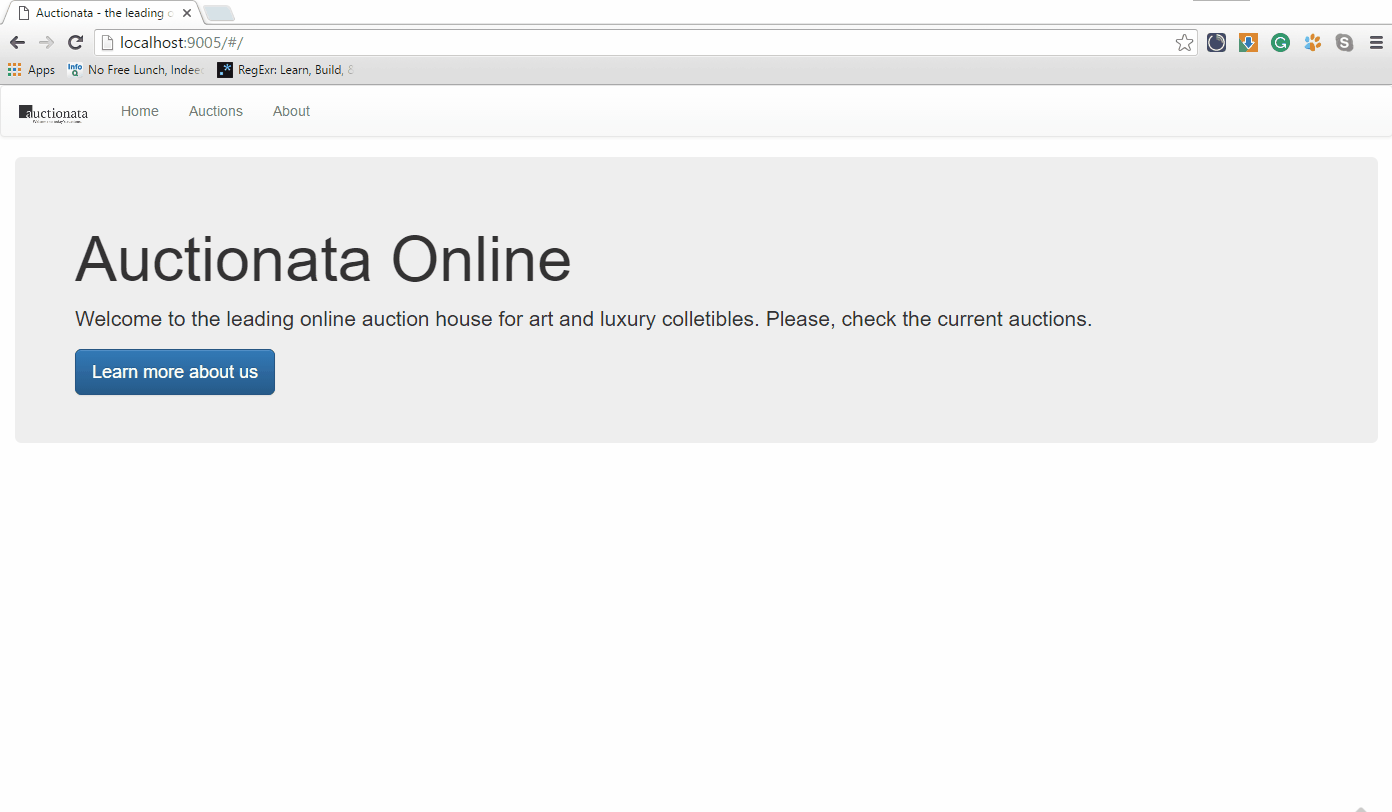 Auctionata - the leading
localhost:9005/#/
Apps
Info
Q
No Free Lunch, Indee
.*
RegExr: Learn, Build, &
auctionata
Home
Auctions
About
Auctionata Online
Welcome to the leading online auction house for art and luxury colletibles. Please, check the current auctions.
Learn more about us